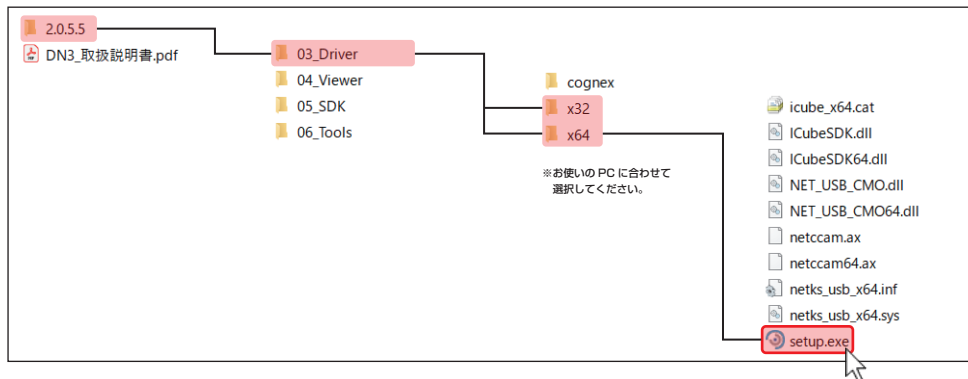 2.0.5.5
DN3_取扱説明書.pdf
03_Driver
04_Viewer
05_SDK
06_Tools
cognex
x32
x64
※お使いの PC に合わせて
選択してください。
icube_x64.cat
ICubeSDK.dll
ICubeSDK64.dll
NET_USB_CMO.dll
NET_USB_CMO64.dll
netccam.ax
netccam64.ax
netks_usb_x64.inf
netks_usb_x64.sys
setup.exe